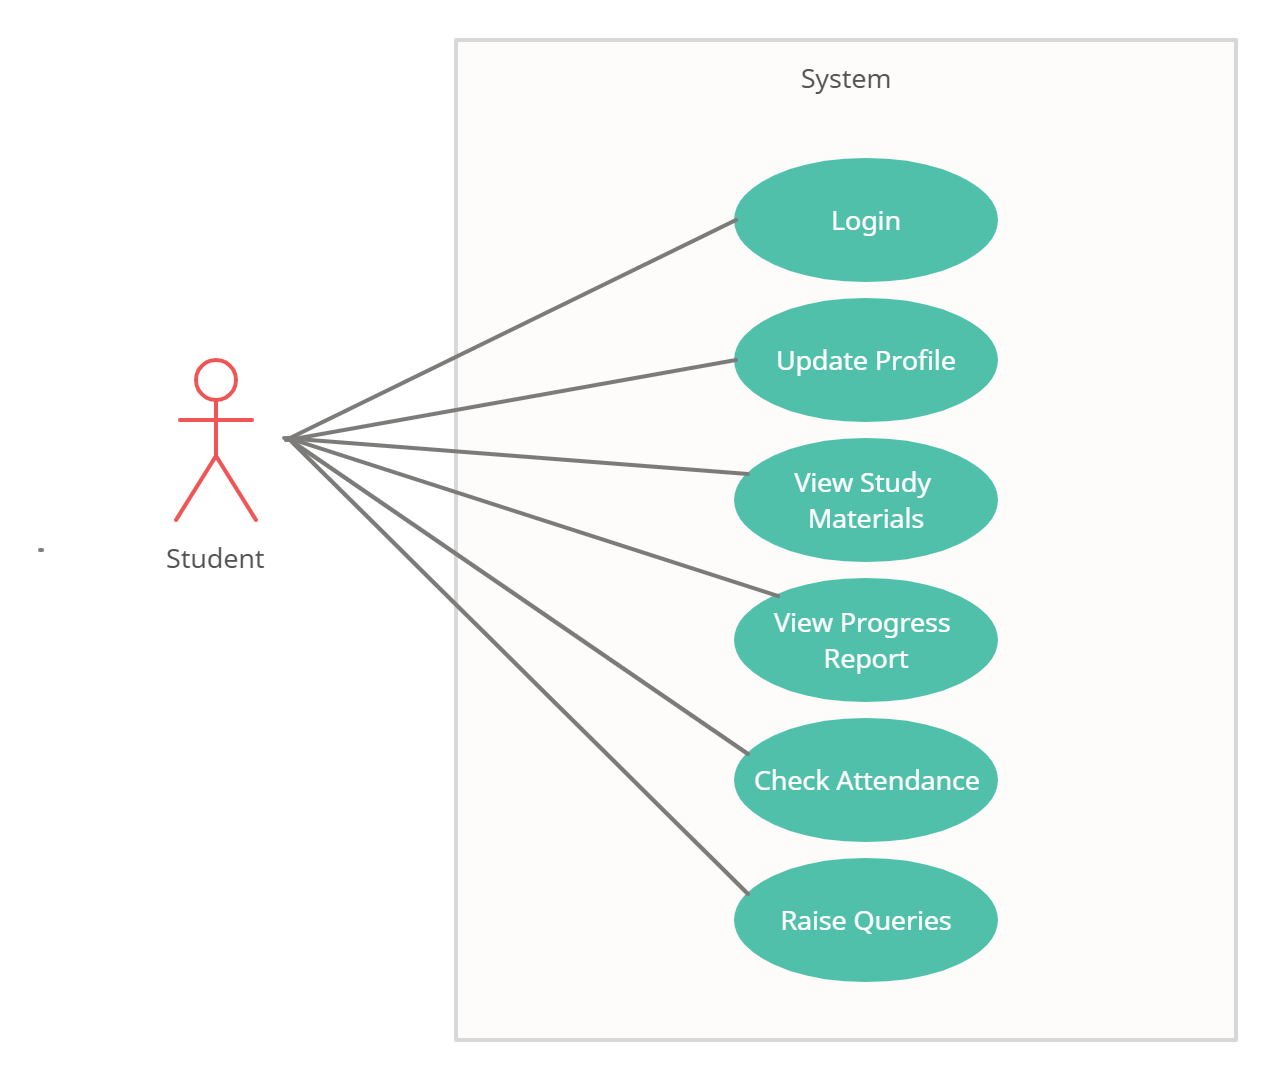 System
Login
Update Profile
View Study
Materials
View Progress
Report
Check Attendance
Raise Queries
Student